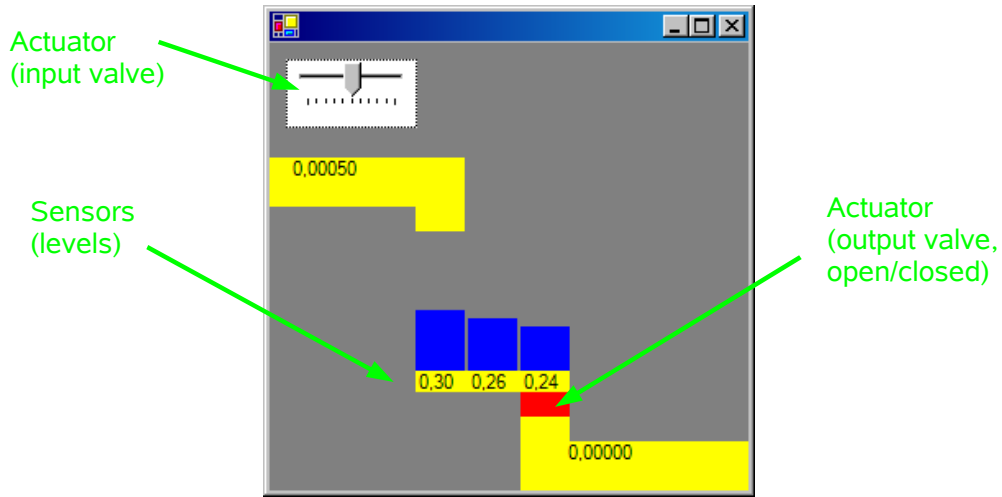 Actuator
(input valve)
0,00050
Sensors
(levels)
Actuator
(output valve,
open/closed)
0,30 0,26 0,24
0,00000